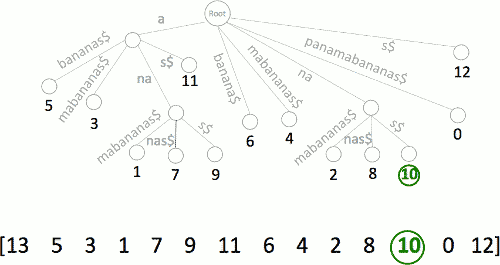 Root
a
bananas$
mabananas$
na
s$
bananas$
mabananas$
na
panamabananas$
s$
5
3
11
6
4
0
12
mabananas$
nas$
s$
mabananas$
nas$
s$
1
7
9
2
8
10
[13 5 3 1 7 9 11 6 4 2 8 10 0 12]